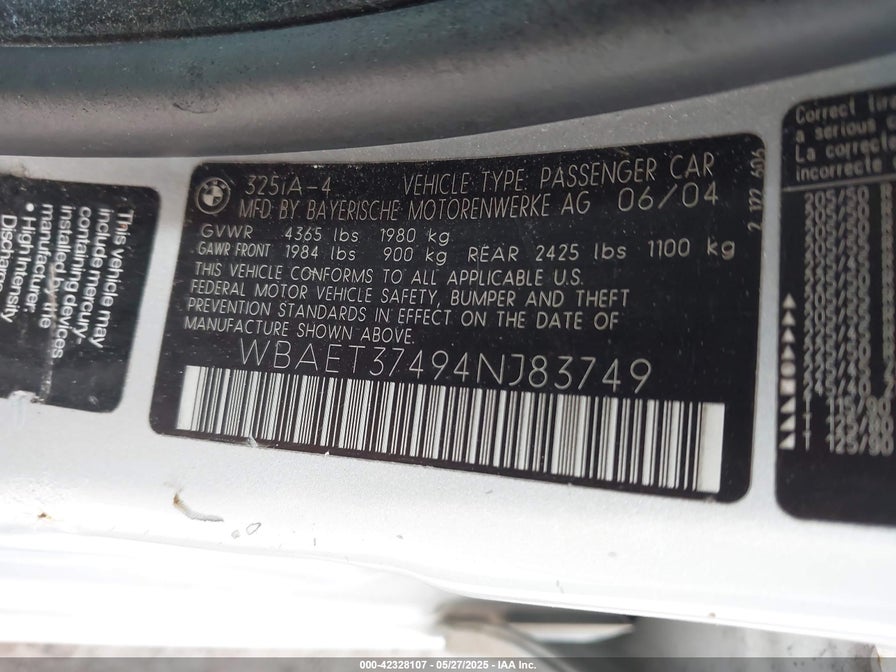 325iA-4 VEHICLE TYPE PASSENGER CAR
MFD BY BAYERISCHE MOTORENWERKE AG 06/04
GVWR 4365 lbs 1980 kg
GAWR FRONT 1984 lbs 900 kg REAR 2425 lbs 1100 kg
THIS VEHICLE CONFORMS TO ALL APPLICABLE U.S.
FEDERAL MOTOR VEHICLE SAFETY, BUMPER AND THEFT
PREVENTION STANDARDS IN EFFECT ON THE DATE OF
MANUFACTURE SHOWN ABOVE.
WBAET37494NJ83749
This vehicle may
include mercury-
containing devices
installed by the
manufacturer:
• High Intensity
Discharge
Correct
a serious
La correcte
incorrecte
000-42328107 - 05/27/2025 - IAA Inc.